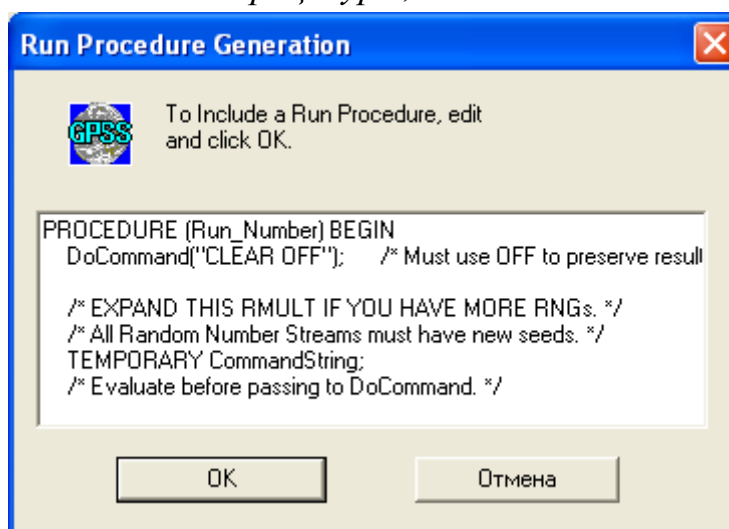 Run Procedure Generation
GPSS
To Include a Run Procedure, edit
and click OK.
PROCEDURE (Run_Number) BEGIN
DoCommand("CLEAR OFF"); /* Must use OFF to preserve result
/* EXPAND THIS RMULT IF YOU HAVE MORE RNGs. */
/* All Random Number Streams must have new seeds. */
TEMPORARY CommandString;
/* Evaluate before passing to DoCommand. */
OK
Отмена